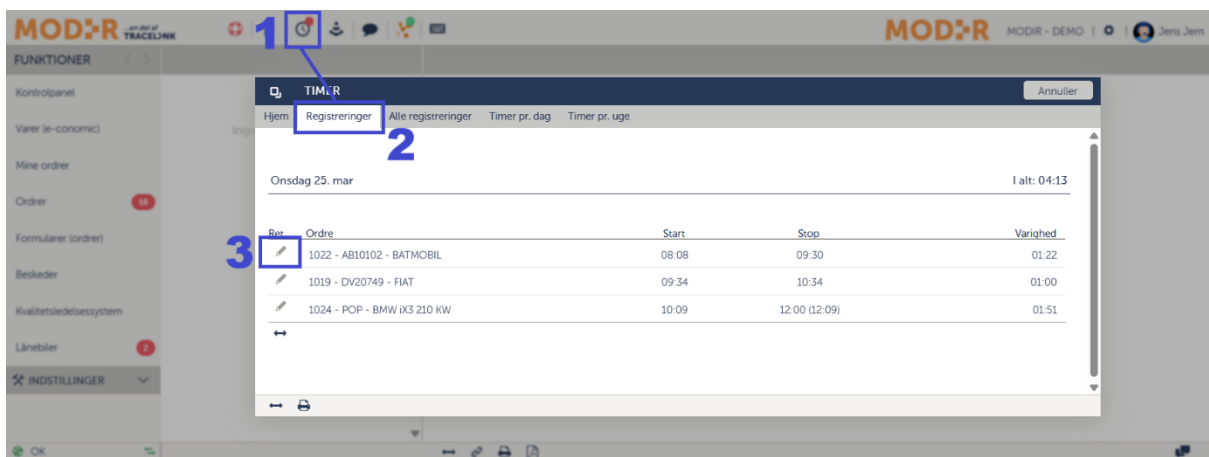 MODIR ...en del af TRACELINK
1
MODIR MODIR - DEMO | | Jens Jern
FUNKTIONER
TIMER Annuller
Kontrolpanel
Hjem Registreringer Alle registreringer Timer pr. dag Timer pr. uge
2
Varer (e-conomic)
Mine ordrer
Onsdag 25. mar I alt: 04:13
Ordrer 18
Ret Ordre Start Stop Varighed
Formularer (ordrer)
3
1022 - AB10102 - BATMOBIL 08:08 09:30 01:22
Beskeder
1019 - DV20749 - FIAT 09:34 10:34 01:00
Kvalitetsledelsessystem
1024 - POP - BMW iX3 210 KW 10:09 12:00 (12:09) 01:51
Lånebiler 2
INDSTILLINGER
OK